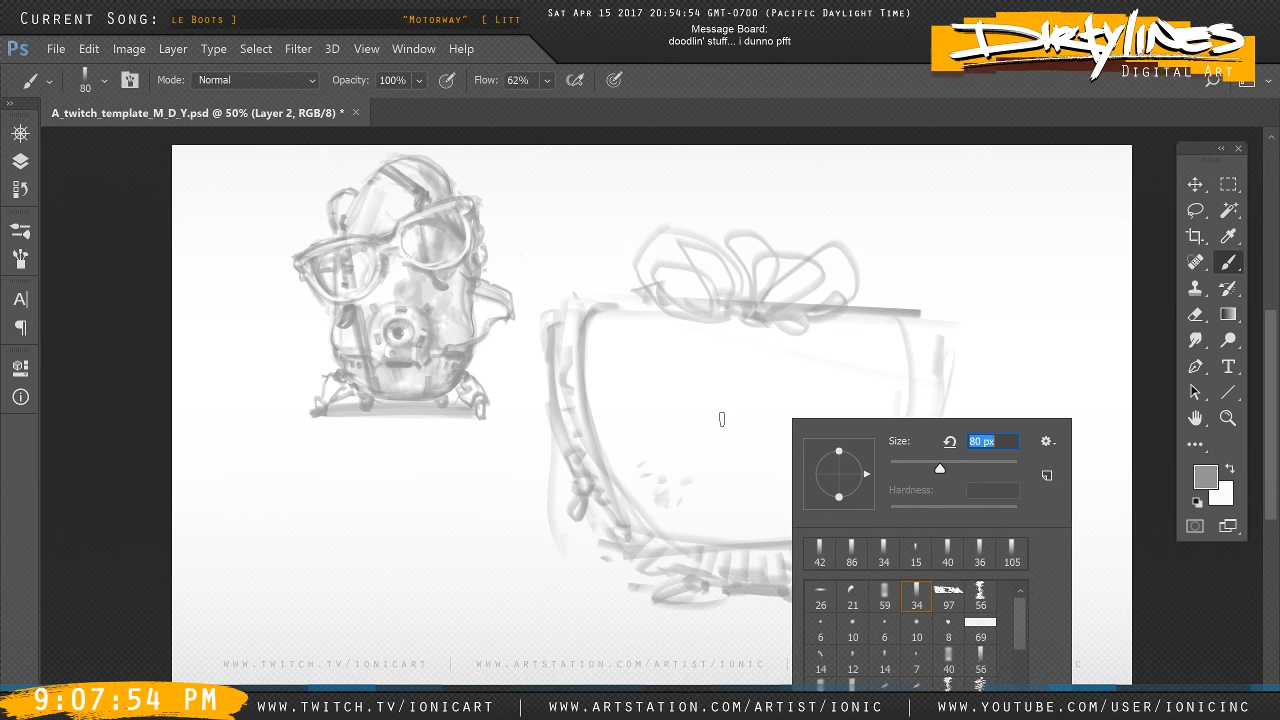 Current Song: le Boots ] "Motorway" [ Litt
Sat Apr 15 2017 20:54:54 GMT-0700 (Pacific Daylight Time)
Message Board:
doodlin' stuff... i dunno pfft
DirtyLines
Digital Art
Ps File Edit Image Layer Type Select Filter 3D View Window Help
80 Mode: Normal Opacity: 100% Flow: 62%
A_twitch_template_M_D_Y.psd @ 50% (Layer 2, RGB/8) * ×
Size: 80 px
Hardness:
42 86 34 15 40 36 105
26 21 59 34 97 56
6 10 6 10 8 69
14 12 14 7 40 56
www.twitch.tv/ionicart | www.artstation.com/artist/ionic | c
9:07:54 PM
www.twitch.tv/ionicart | www.artstation.com/artist/ionic | www.youtube.com/user/ionicinc